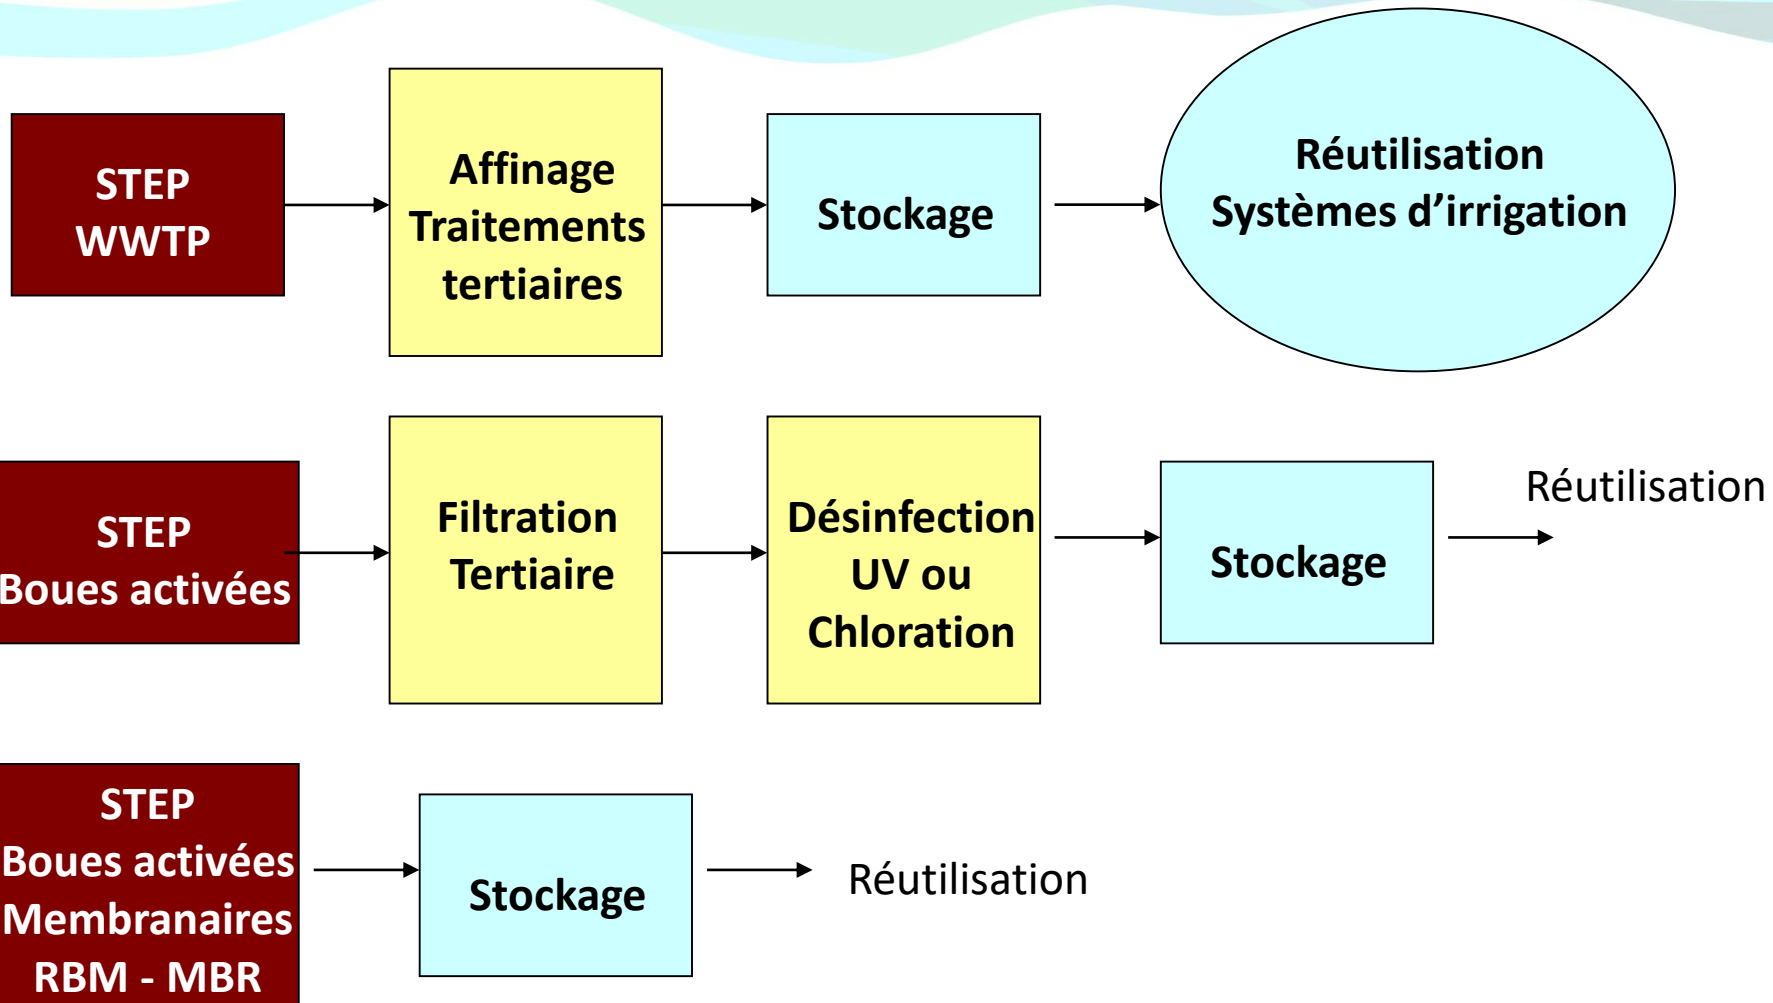 STEP
WWTP
Affinage
Traitements
tertiaires
Stockage
Réutilisation
Systèmes d’irrigation
STEP
Boues activées
Filtration
Tertiaire
Désinfection
UV ou
Chloration
Stockage
Réutilisation
STEP
Boues activées
Membranaires
RBM - MBR
Stockage
Réutilisation